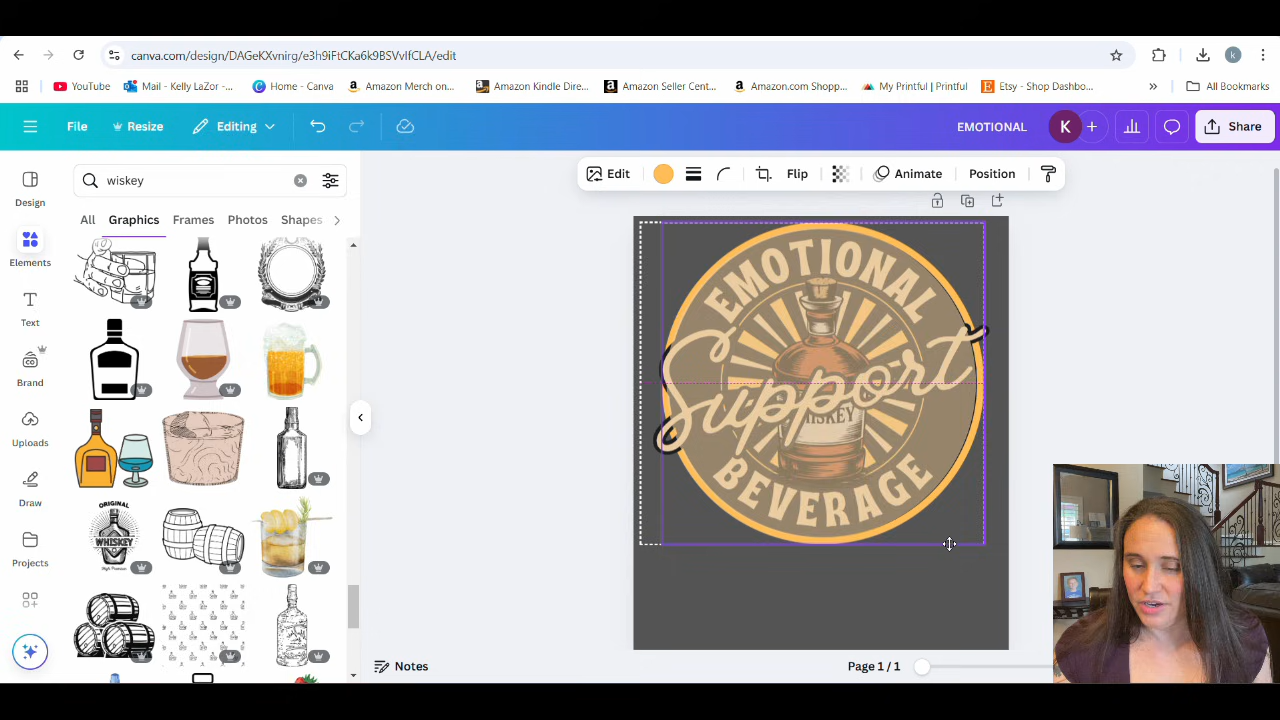 canva.com/design/DAGeKXvnirg/e3h9iFtCKa6k9BSVvIfCLA/edit
k
YouTube
Mail - Kelly LaZor -...
Home - Canva
Amazon Merch on...
Amazon Kindle Dire...
Amazon Seller Cent...
Amazon.com Shopp...
My Printful | Printful
Etsy - Shop Dashbo...
All Bookmarks
File
Resize
Editing
EMOTIONAL
K
Share
Design
Elements
Text
Brand
Uploads
Draw
Projects
wiskey
All
Graphics
Frames
Photos
Shapes
ORIGINAL
WHISKEY
Edit
Flip
Animate
Position
EMOTIONAL
Support
BEVERAGE
Notes
Page 1 / 1